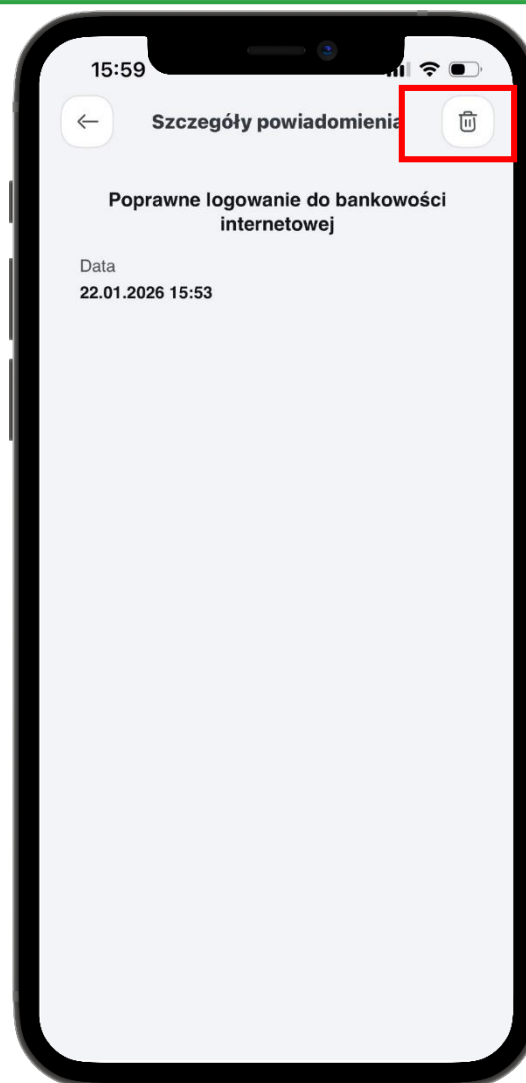 15:59
Szczegóły powiadomienia
Poprawne logowanie do bankowości
internetowej
Data
22.01.2026 15:53